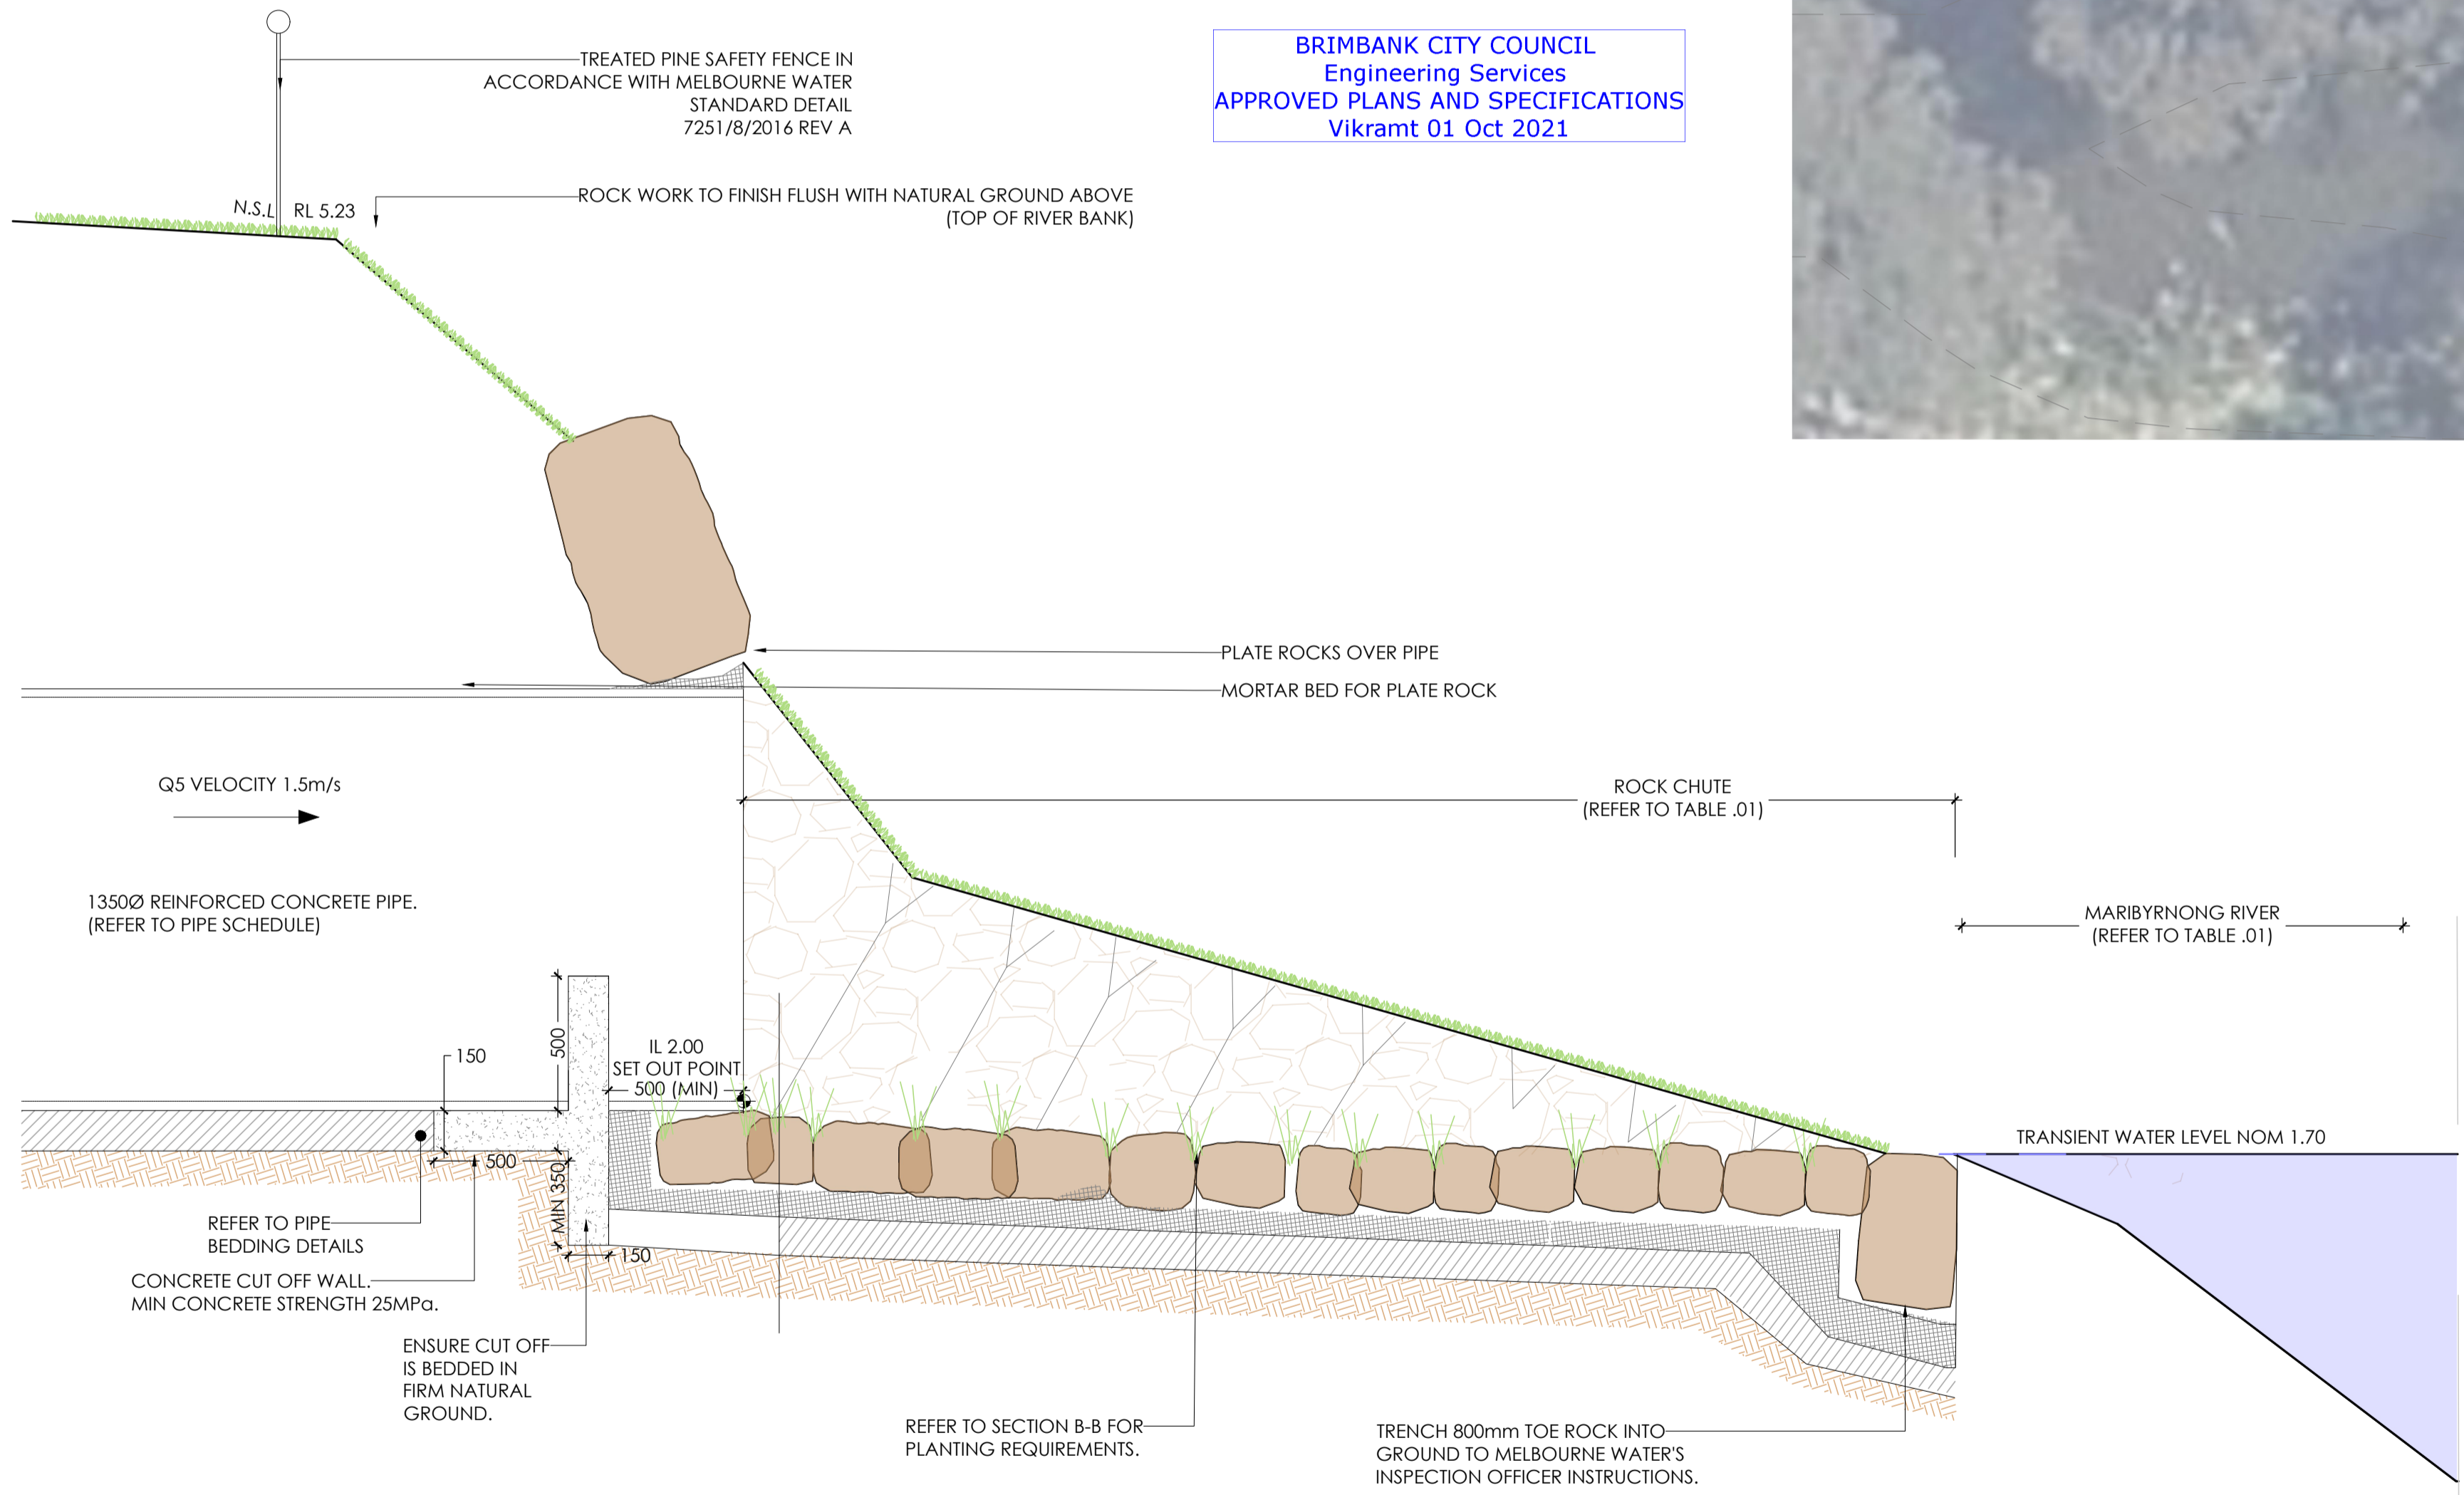 TREATED PINE SAFETY FENCE IN
ACCORDANCE WITH MELBOURNE WATER
STANDARD DETAIL
7251/8/2016 REV A
BRIMBANK CITY COUNCIL
Engineering Services
APPROVED PLANS AND SPECIFICATIONS
Vikramt 01 Oct 2021
N.S.L RL 5.23
ROCK WORK TO FINISH FLUSH WITH NATURAL GROUND ABOVE
(TOP OF RIVER BANK)
PLATE ROCKS OVER PIPE
MORTAR BED FOR PLATE ROCK
Q5 VELOCITY 1.5m/s
ROCK CHUTE
(REFER TO TABLE .01)
1350Ø REINFORCED CONCRETE PIPE.
(REFER TO PIPE SCHEDULE)
MARIBYRNONG RIVER
(REFER TO TABLE .01)
150
500
IL 2.00
SET OUT POINT
500 (MIN)
TRANSIENT WATER LEVEL NOM 1.70
500
MIN 350
150
REFER TO PIPE
BEDDING DETAILS
CONCRETE CUT OFF WALL.
MIN CONCRETE STRENGTH 25MPa.
ENSURE CUT OFF
IS BEDDED IN
FIRM NATURAL
GROUND.
REFER TO SECTION B-B FOR
PLANTING REQUIREMENTS.
TRENCH 800mm TOE ROCK INTO
GROUND TO MELBOURNE WATER'S
INSPECTION OFFICER INSTRUCTIONS.